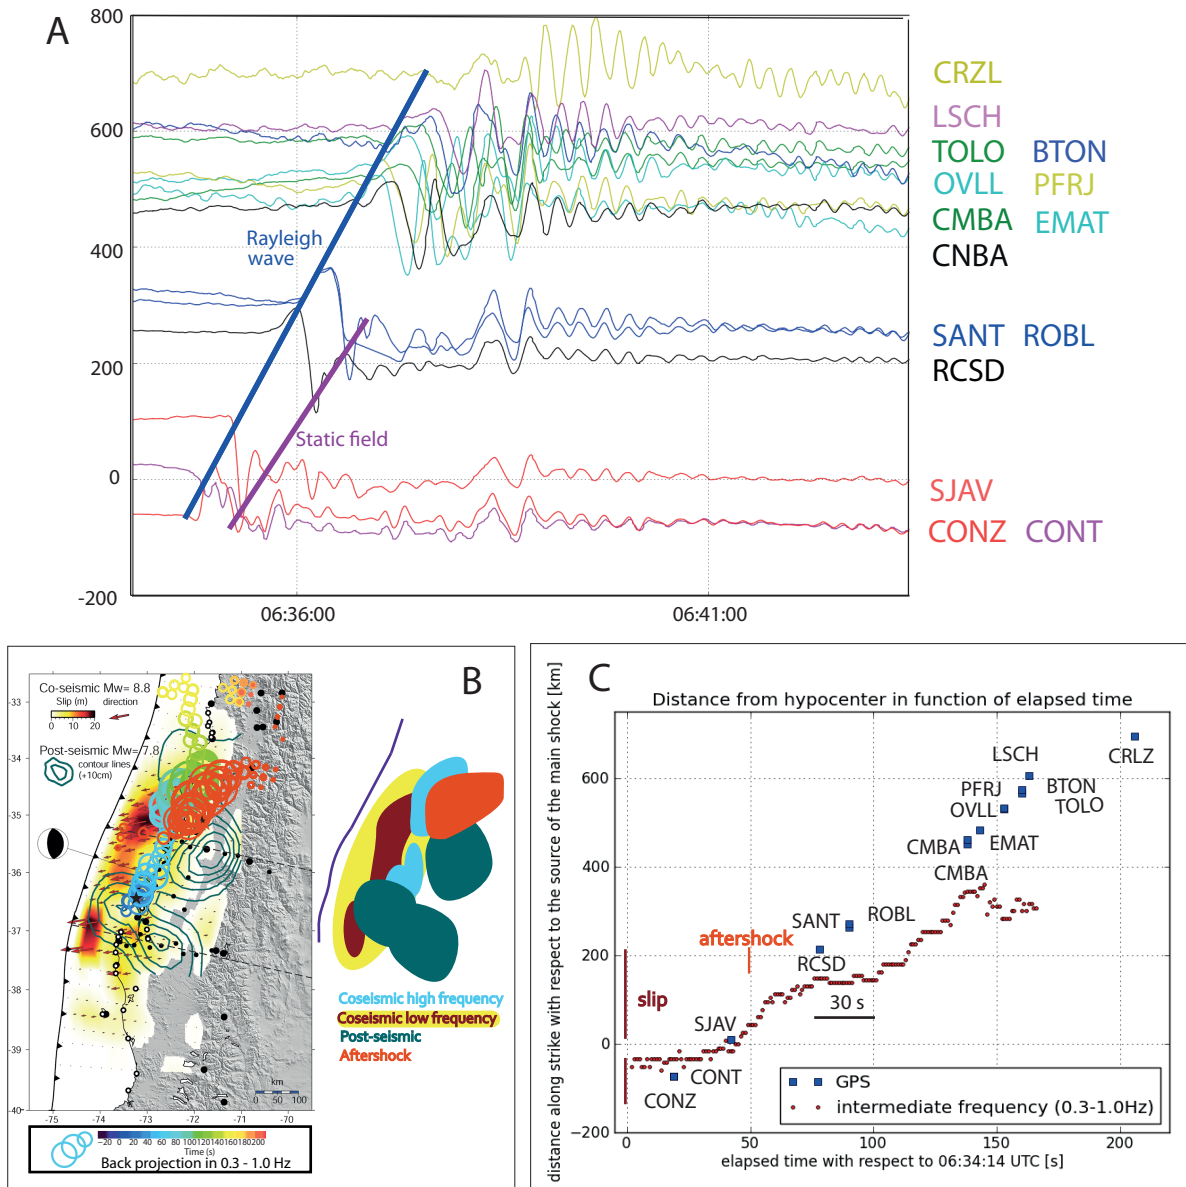 A
800
600
400
200
0
-200
06:36:00
06:41:00
Rayleigh
wave
Static field
CRZL
LSCH
TOLO BTON
OVLL PFRJ
CMBA EMAT
CNBA
SANT ROBL
RCSD
SJAV
CONZ CONT
B
Co-seismic Mw= 8.8
Slip (m) direction
0 10 20
Post-seismic Mw=7.8
contour lines
(+10cm)
-33
-34
-35
-36
-37
-38
-39
-40
-75 -74 -73 -72 -71 -70
km
0 50 100
-20 0 20 40 60 80 100120140160180200
Time (s)
Back projection in 0.3 - 1.0 Hz
Coseismic high frequency
Coseismic low frequency
Post-seismic
Aftershock
C
Distance from hypocenter in function of elapsed time
distance along strike with respect to the source of the main shock [km]
600
400
200
0
−200
0 50 100 150 200
elapsed time with respect to 06:34:14 UTC [s]
CRLZ
LSCH
PFRJ BTON
TOLO
OVLL
CMBA EMAT
CMBA
SANT ROBL
aftershock
RCSD
30 s
slip
SJAV
CONT
CONZ
GPS
intermediate frequency (0.3-1.0Hz)